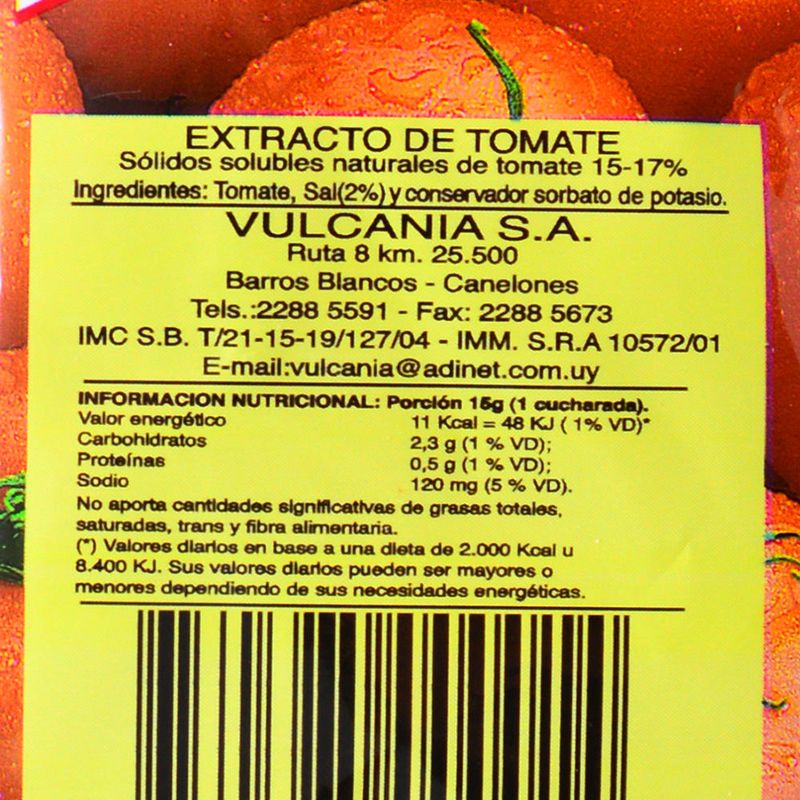 EXTRACTO DE TOMATE
Sólidos solubles naturales de tomate 15-17%
Ingredientes: Tomate, Sal(2%) y conservador sorbato de potasio.
VULCANIA S.A.
Ruta 8 km. 25.500
Barros Blancos - Canelones
Tels.:2288 5591 - Fax: 2288 5673
IMC S.B. T/21-15-19/127/04 - IMM. S.R.A 10572/01
E-mail:vulcania@adinet.com.uy
INFORMACION NUTRICIONAL: Porción 15g (1 cucharada).
Valor energético 11 Kcal = 48 KJ ( 1% VD)*
Carbohidratos 2,3 g (1 % VD);
Proteínas 0,5 g (1 % VD);
Sodio 120 mg (5 % VD).
No aporta cantidades significativas de grasas totales,
saturadas, trans y fibra alimentaria.
(*) Valores diarios en base a una dieta de 2.000 Kcal u
8.400 KJ. Sus valores diarios pueden ser mayores o
menores dependiendo de sus necesidades energéticas.